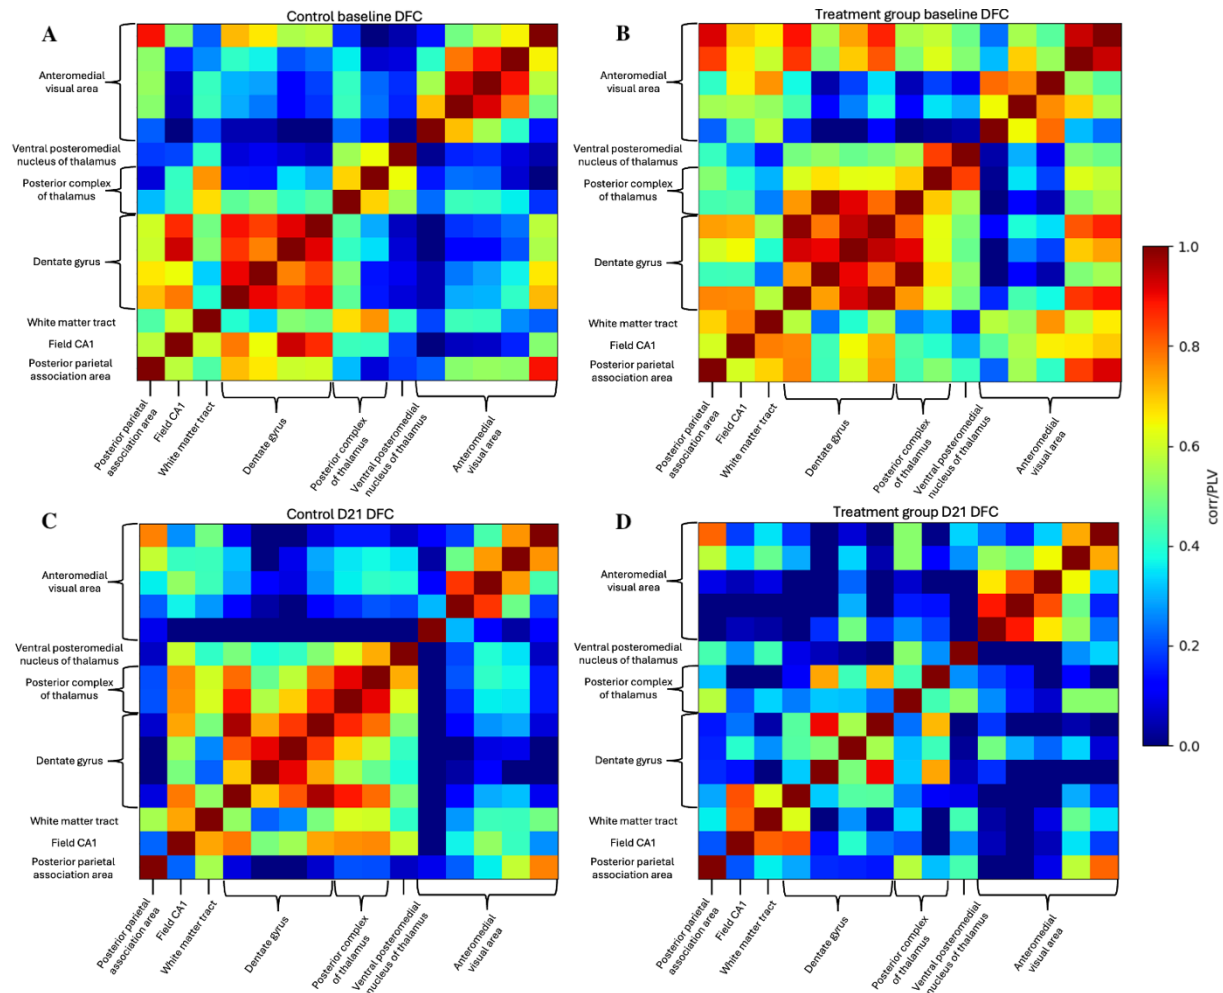 Control baseline DFC
Treatment group baseline DFC
A
B
Anteromedial
visual area
Ventral posteromedial
nucleus of thalamus
Posterior complex
of thalamus
Dentate gyrus
White matter tract
Field CA1
Posterior parietal
association area
Anteromedial
visual area
Ventral posteromedial
nucleus of thalamus
Posterior complex
of thalamus
Dentate gyrus
White matter tract
Field CA1
Posterior parietal
association area
Posterior parietal
association area
Field CA1
White matter tract
Dentate gyrus
Posterior complex
of thalamus
Ventral posteromedial
nucleus of thalamus
Anteromedial
visual area
Posterior parietal
association area
Field CA1
White matter tract
Dentate gyrus
Posterior complex
of thalamus
Ventral posteromedial
nucleus of thalamus
Anteromedial
visual area
1.0
0.8
0.6
0.4
0.2
0.0
corr/PLV
Control D21 DFC
Treatment group D21 DFC
C
D
Anteromedial
visual area
Ventral posteromedial
nucleus of thalamus
Posterior complex
of thalamus
Dentate gyrus
White matter tract
Field CA1
Posterior parietal
association area
Anteromedial
visual area
Ventral posteromedial
nucleus of thalamus
Posterior complex
of thalamus
Dentate gyrus
White matter tract
Field CA1
Posterior parietal
association area
Posterior parietal
association area
Field CA1
White matter tract
Dentate gyrus
Posterior complex
of thalamus
Ventral posteromedial
nucleus of thalamus
Anteromedial
visual area
Posterior parietal
association area
Field CA1
White matter tract
Dentate gyrus
Posterior complex
of thalamus
Ventral posteromedial
nucleus of thalamus
Anteromedial
visual area